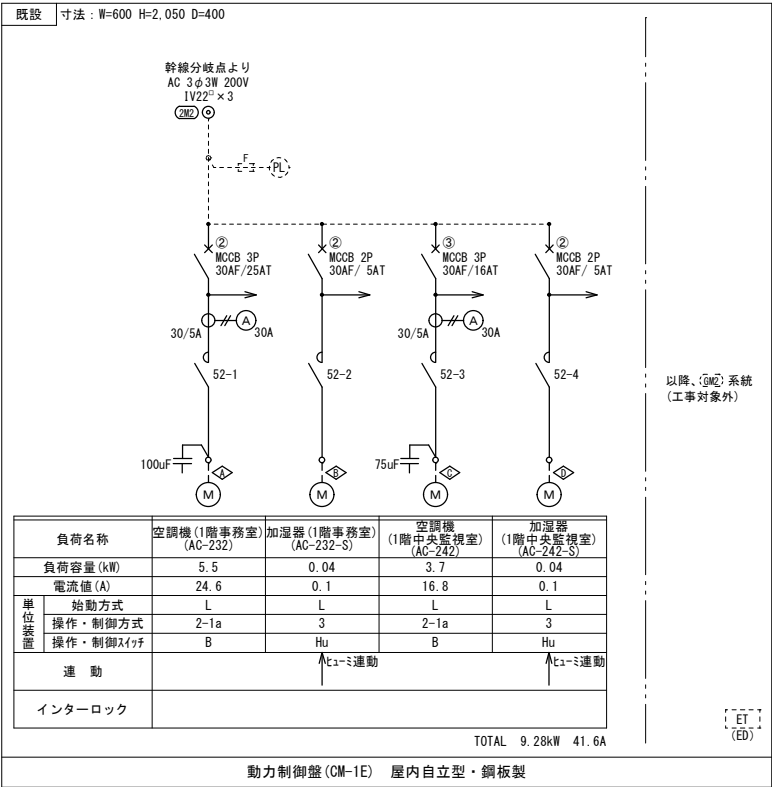 既設 寸法：W=600 H=2,050 D=400
幹線分岐点より
AC 3φ3W 200V
IV22□×3
2M2
F
PL
② ② ③ ②
MCCB 3P MCCB 2P MCCB 3P MCCB 2P
30AF/25AT 30AF/ 5AT 30AF/16AT 30AF/ 5AT
A A
30/5A 30A 30/5A 30A
52-1 52-2 52-3 52-4
以降、GM2 系統
(工事対象外)
100uF 75uF
A B C D
M M M M
負荷名称 空調機(1階事務室)(AC-232) 加湿器(1階事務室)(AC-232-S) 空調機(1階中央監視室)(AC-242) 加湿器(1階中央監視室)(AC-242-S)
負荷容量(kW) 5.5 0.04 3.7 0.04
電流値(A) 24.6 0.1 16.8 0.1
単位装置
始動方式 L L L L
操作・制御方式 2-1a 3 2-1a 3
操作・制御スイッチ B Hu B Hu
連 動 ヒューミ連動 ヒューミ連動
インターロック
ET
(ED)
TOTAL 9.28kW 41.6A
動力制御盤(CM-1E) 屋内自立型・鋼板製